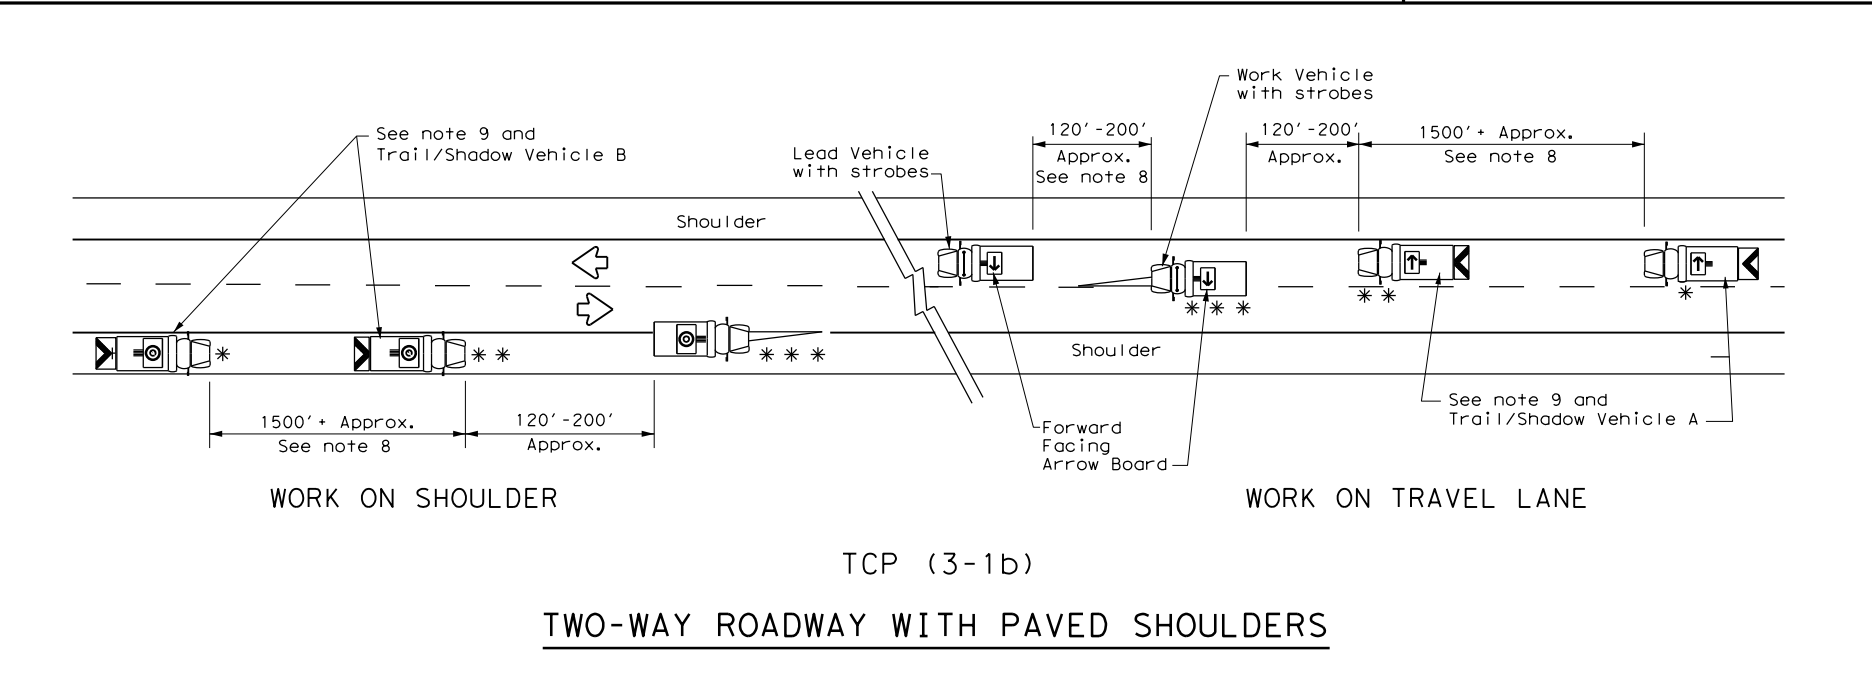 Work Vehicle
with strobes
See note 9 and
Trail/Shadow Vehicle B
Lead Vehicle
with strobes
120'-200'
Approx.
See note 8
120'-200'
Approx.
1500'+ Approx.
See note 8
Shoulder
Shoulder
* * *
* *
*
*
* *
* * *
1500'+ Approx.
See note 8
120'-200'
Approx.
Forward
Facing
Arrow Board
See note 9 and
Trail/Shadow Vehicle A
WORK ON SHOULDER
WORK ON TRAVEL LANE
TCP (3-1b)
TWO-WAY ROADWAY WITH PAVED SHOULDERS